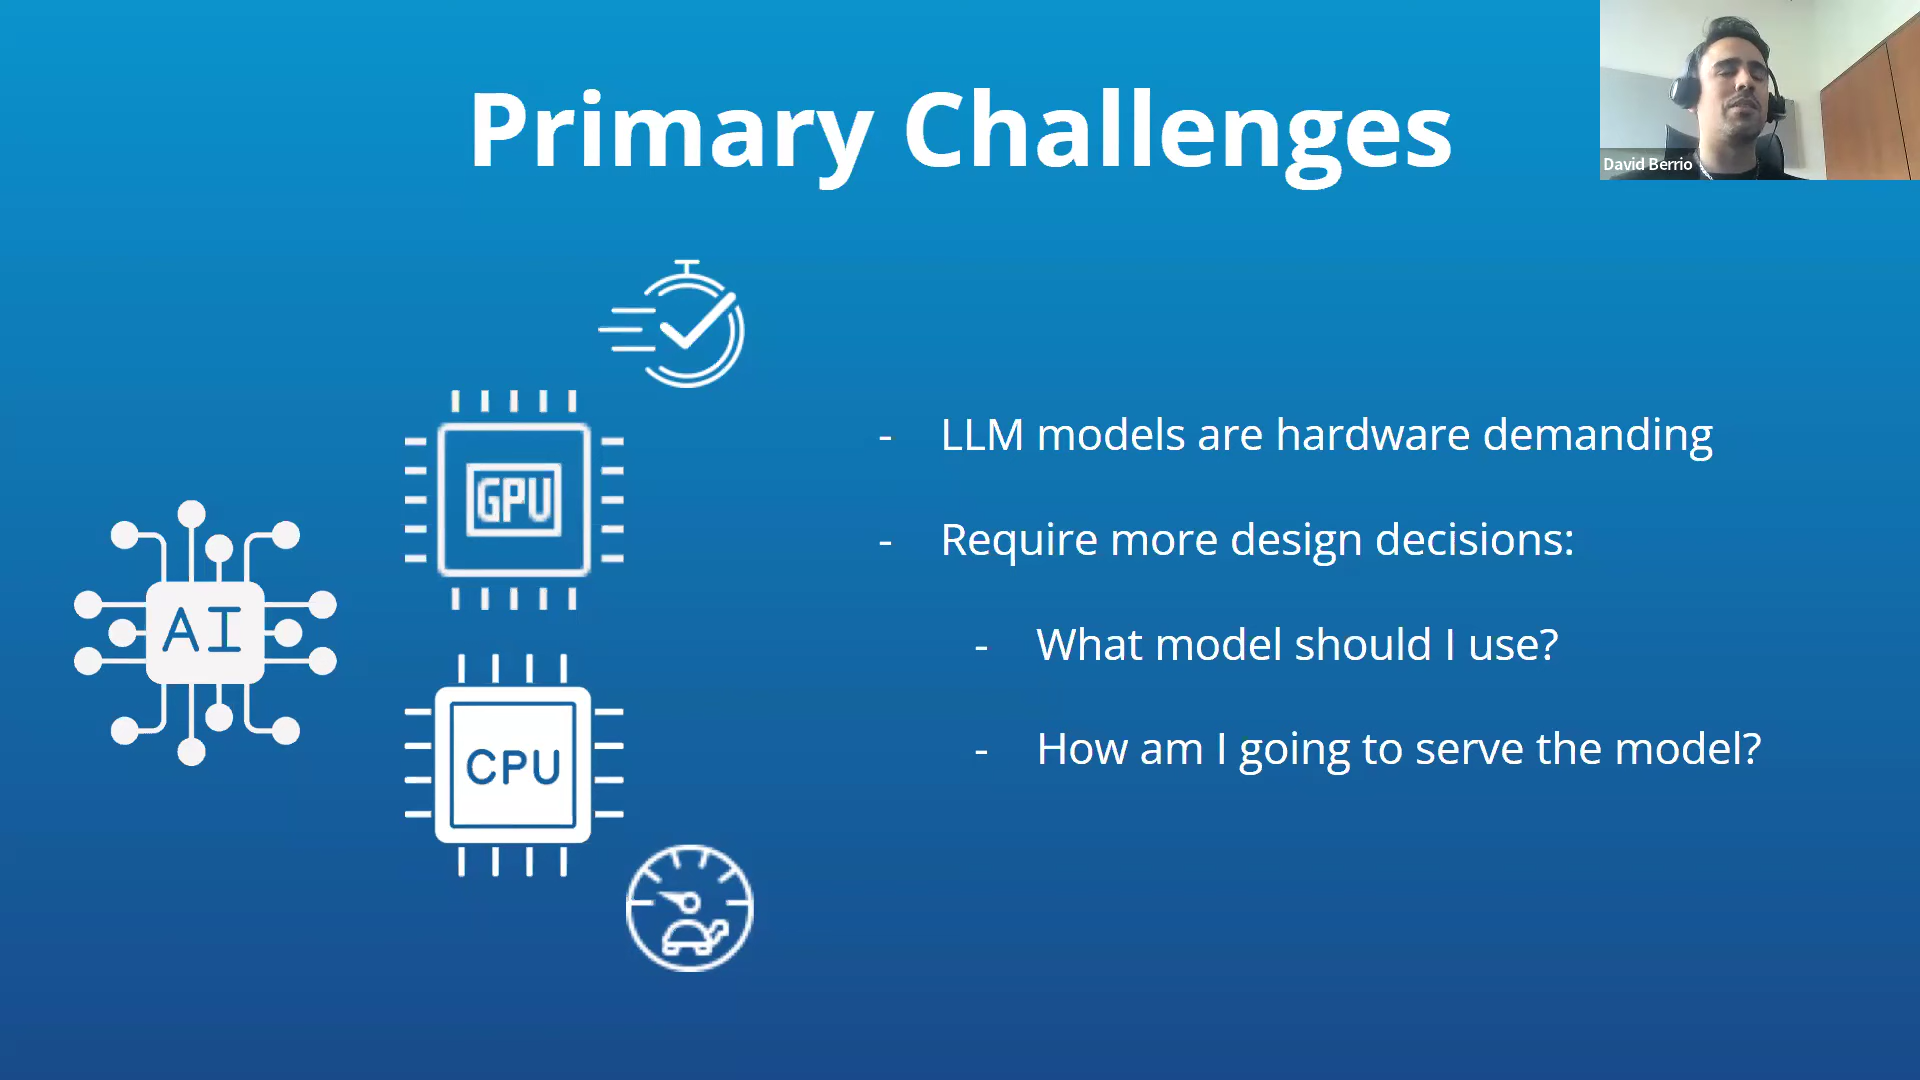 Primary Challenges
David Berrio
GPU
AI
CPU
- LLM models are hardware demanding
- Require more design decisions:
- What model should I use?
- How am I going to serve the model?